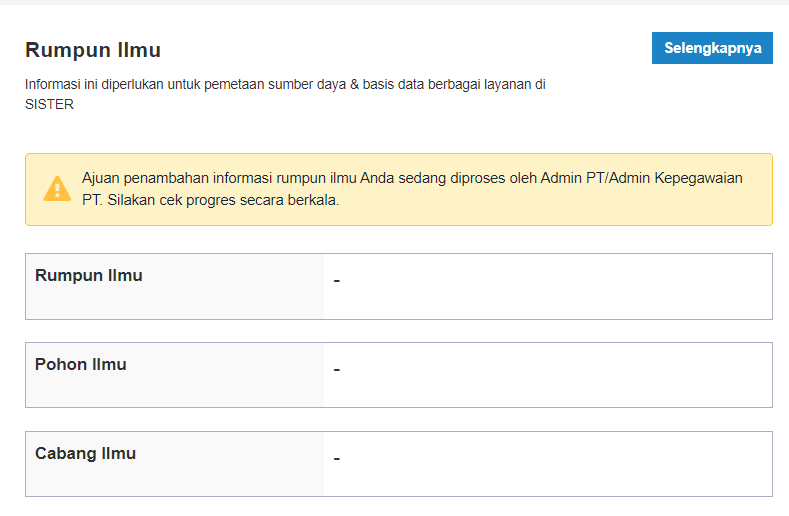 Rumpun Ilmu
Selengkapnya
Informasi ini diperlukan untuk pemetaan sumber daya & basis data berbagai layanan di
SISTER
Ajuan penambahan informasi rumpun ilmu Anda sedang diproses oleh Admin PT/Admin Kepegawaian
PT. Silakan cek progres secara berkala.
Rumpun Ilmu -
Pohon Ilmu -
Cabang Ilmu -